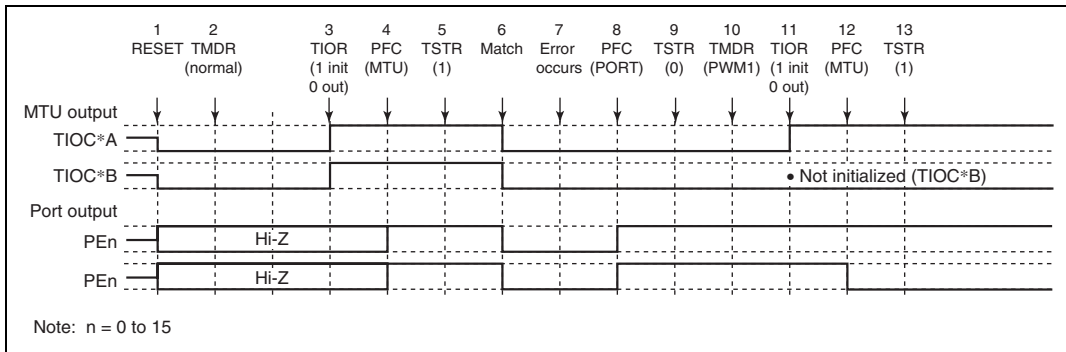 1 2 3 4 5 6 7 8 9 10 11 12 13
RESET TMDR TIOR PFC TSTR Match Error PFC TSTR TMDR TIOR PFC TSTR
(normal) (1 init (MTU) (1) occurs (PORT) (0) (PWM1) (1 init (MTU) (1)
0 out) 0 out)
MTU output
TIOC*A
TIOC*B • Not initialized (TIOC*B)
Port output
PEn Hi-Z
PEn Hi-Z
Note: n = 0 to 15